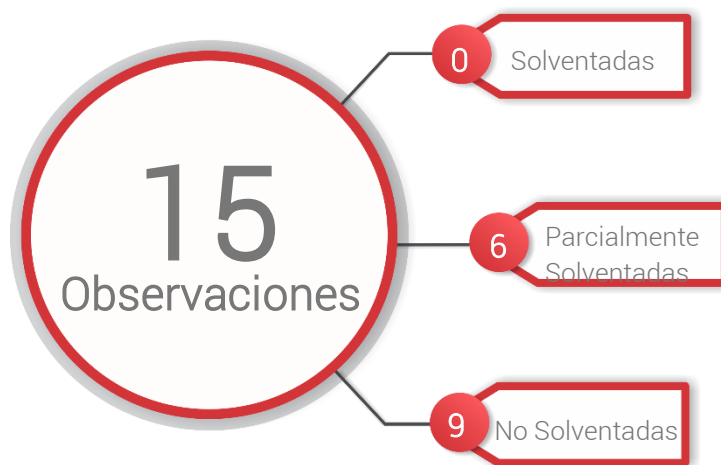 15
Observaciones
0
Solventadas
6
Parcialmente
Solventadas
9
No Solventadas